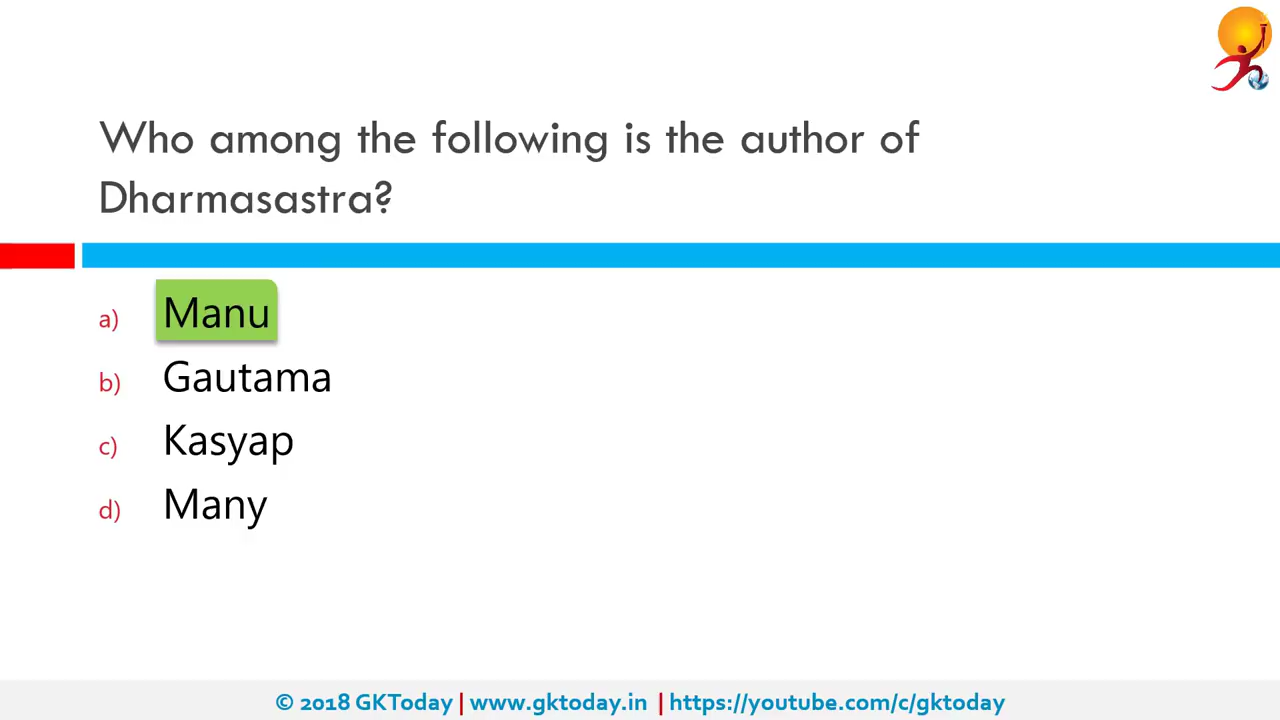 Who among the following is the author of
Dharmasastra?
a) Manu
b) Gautama
c) Kasyap
d) Many
© 2018 GKToday | www.gktoday.in | https://youtube.com/c/gktoday